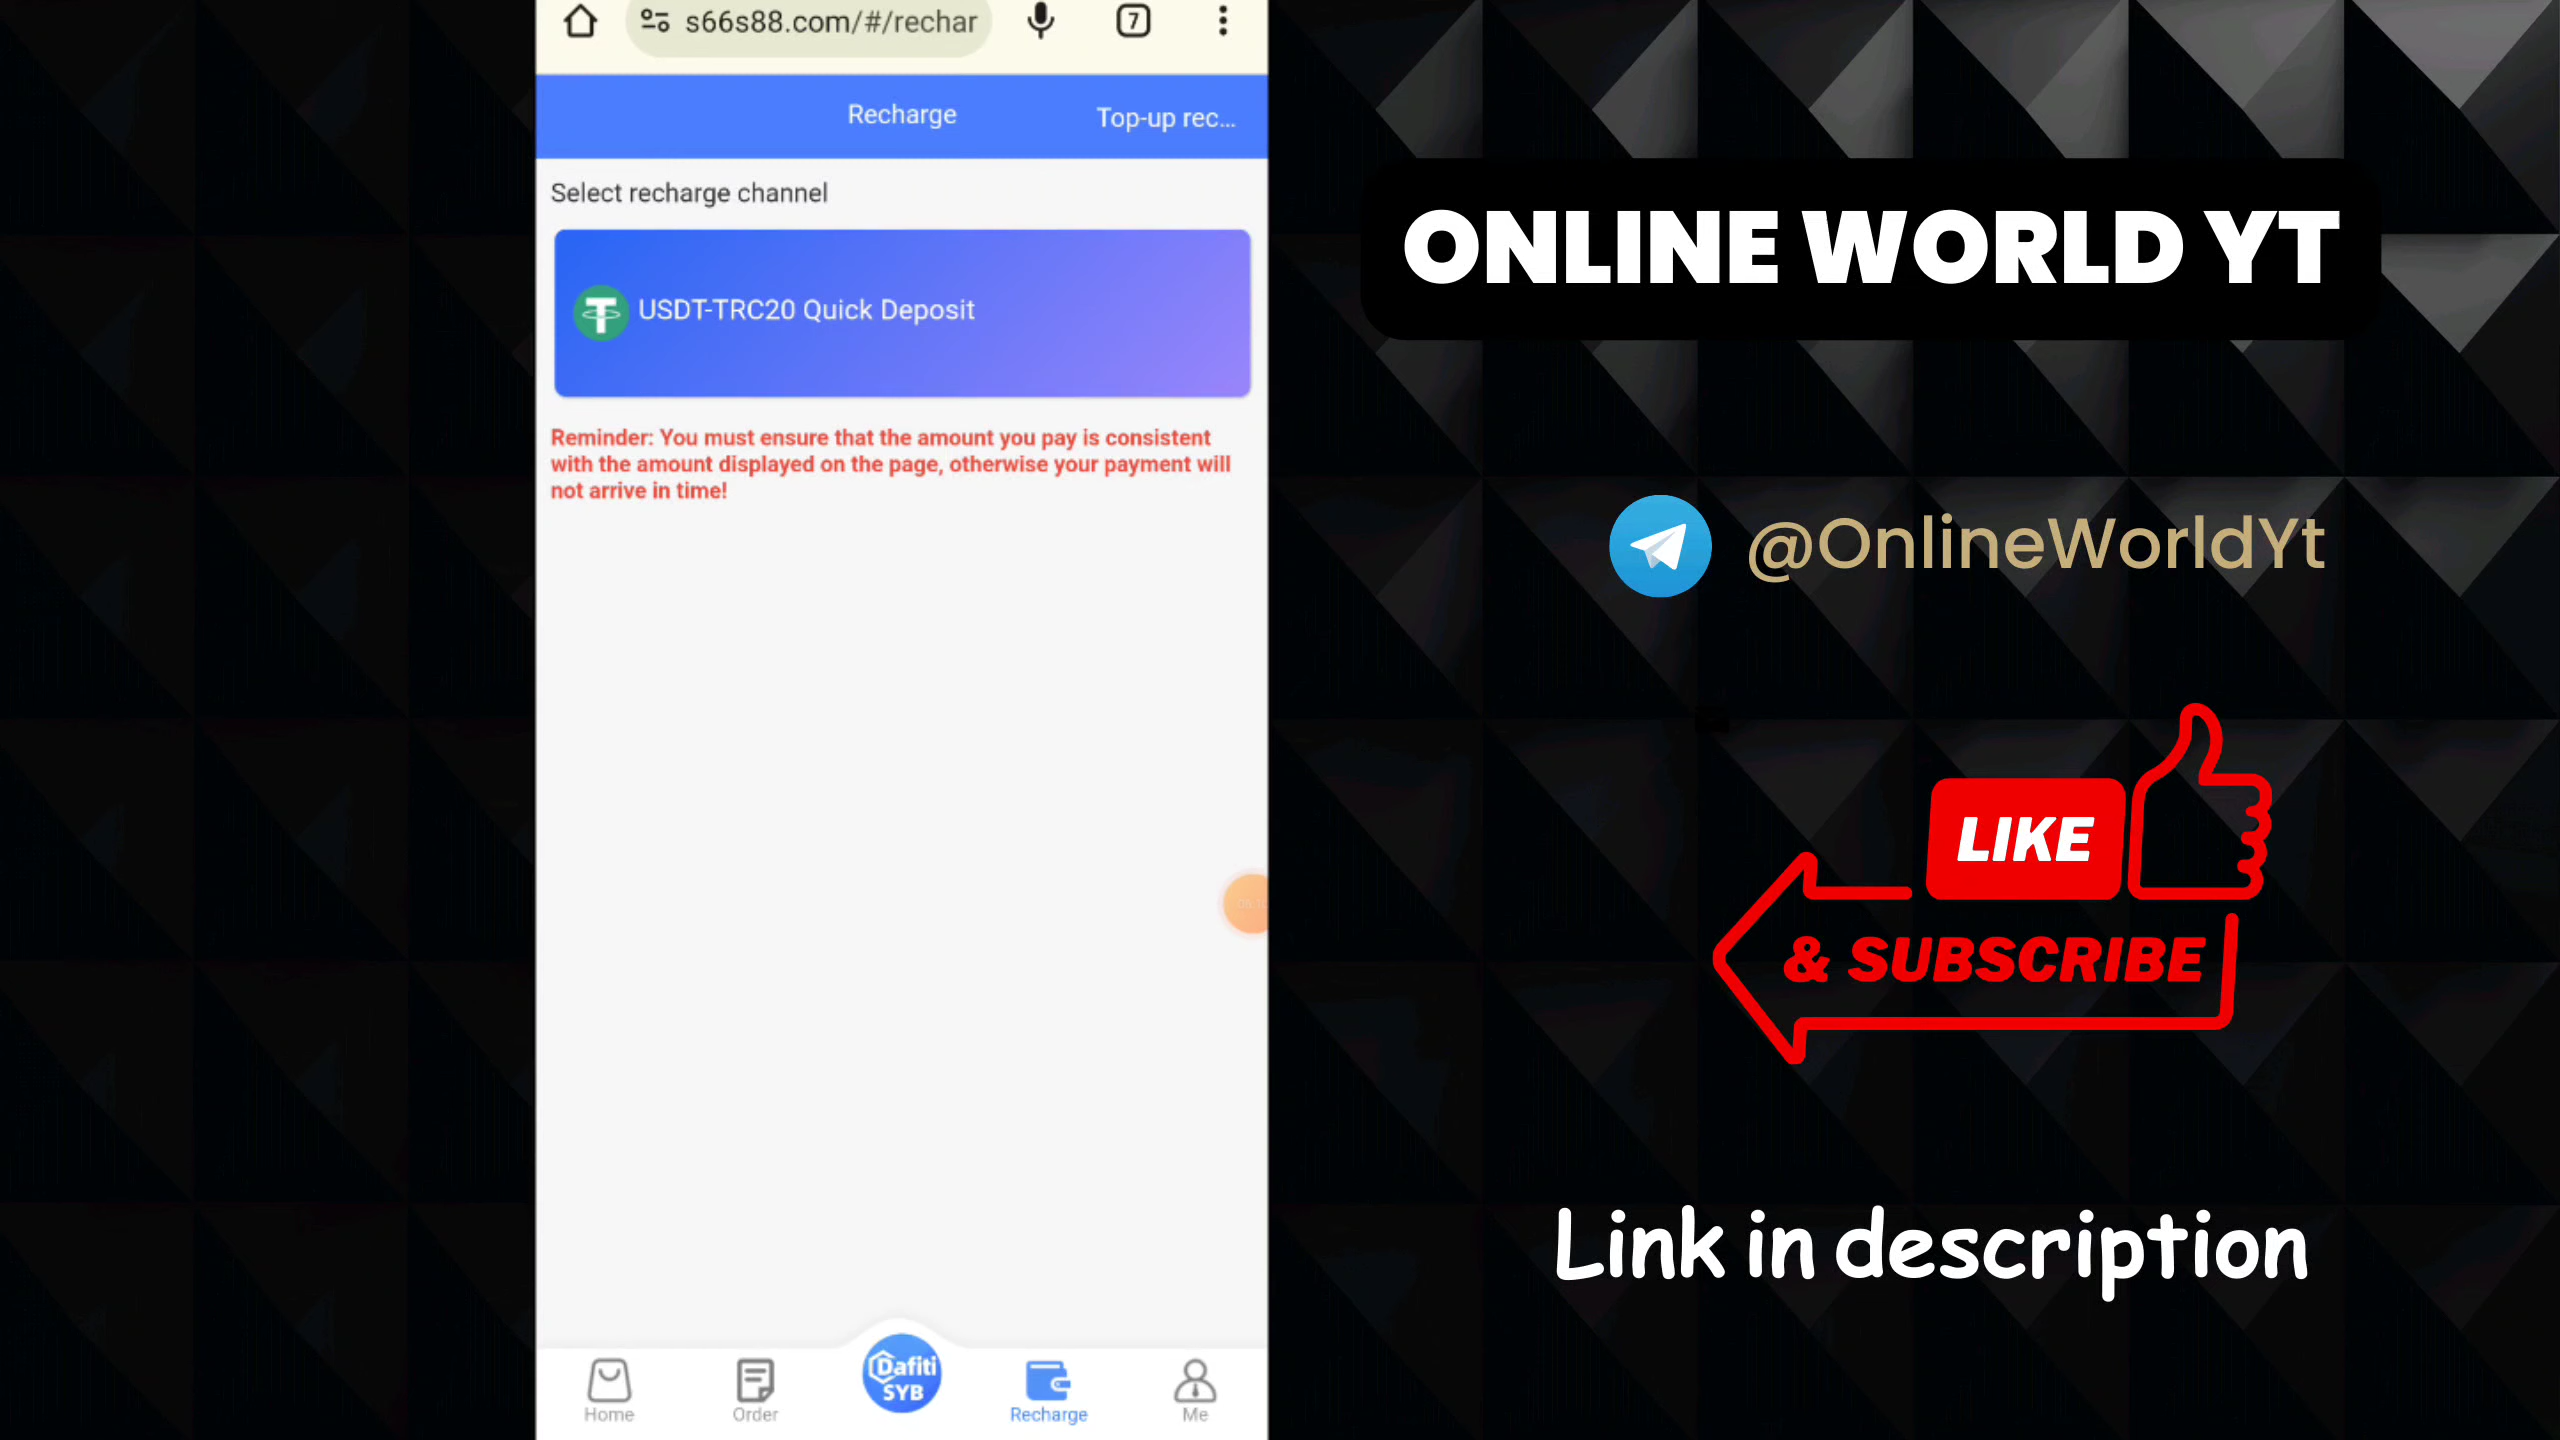 s66s88.com/#/rechar
7
Recharge
Top-up rec...
Select recharge channel
USDT-TRC20 Quick Deposit
Reminder: You must ensure that the amount you pay is consistent
with the amount displayed on the page, otherwise your payment will
not arrive in time!
Home
Order
Dafiti
SYB
Recharge
Me
ONLINE WORLD YT
@OnlineWorldYt
LIKE
& SUBSCRIBE
Link in description